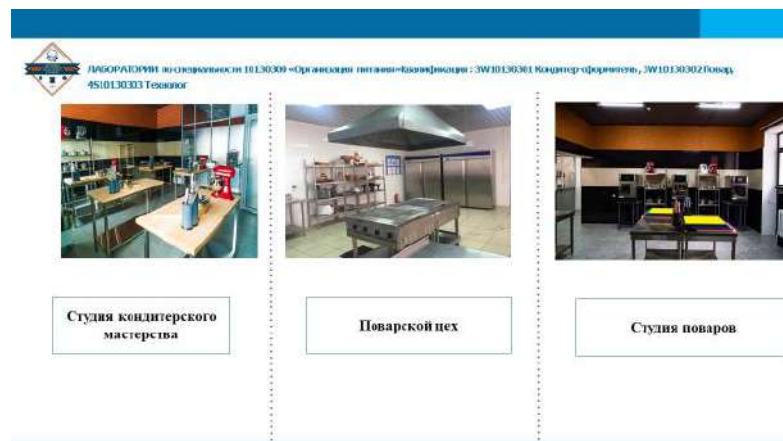 ЛАБОРАТОРИИ по специальности 10130300 «Организация питания»Квалификация : 3W10130301 Кондитер-оформитель , 3W10130302 Повар,
4S10130303 Технолог
Студия кондитерского
мастерства
Поварской цех
Студия поваров